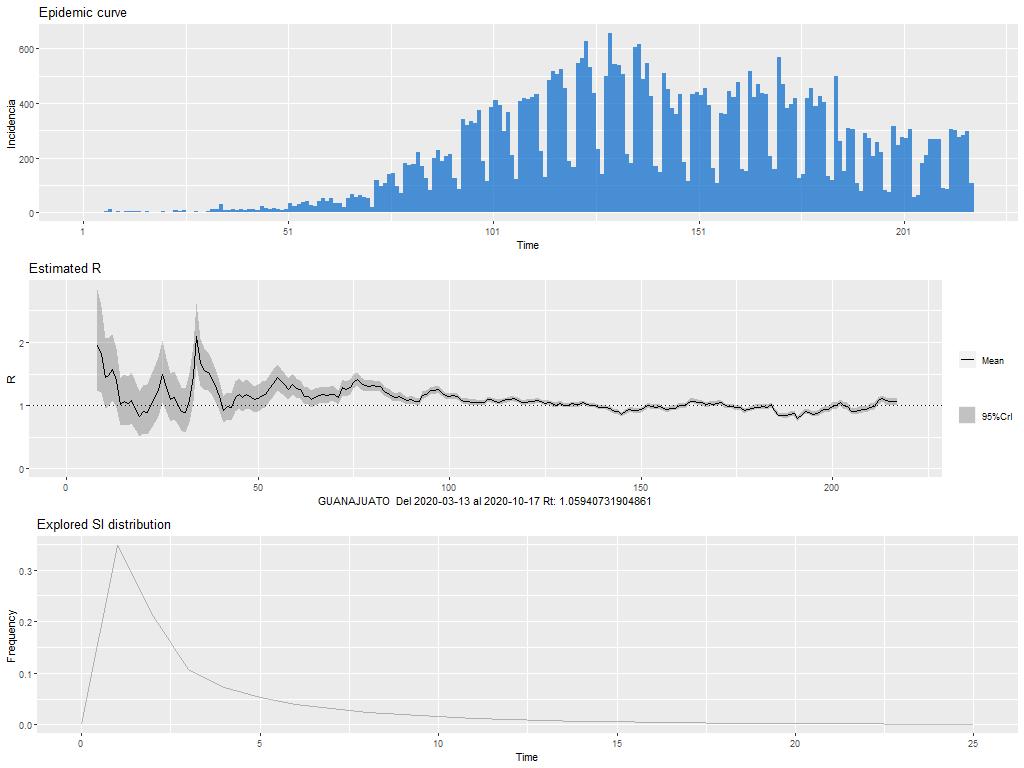 Epidemic curve
Incidencia
600
400
200
0
1 51 101 151 201
Time
Estimated R
R
2
1
0
0 50 100 150 200
GUANAJUATO Del 2020-03-13 al 2020-10-17 Rt: 1.05940731904861
Mean
95%CrI
Explored SI distribution
Frequency
0.3
0.2
0.1
0.0
0 5 10 15 20 25
Time